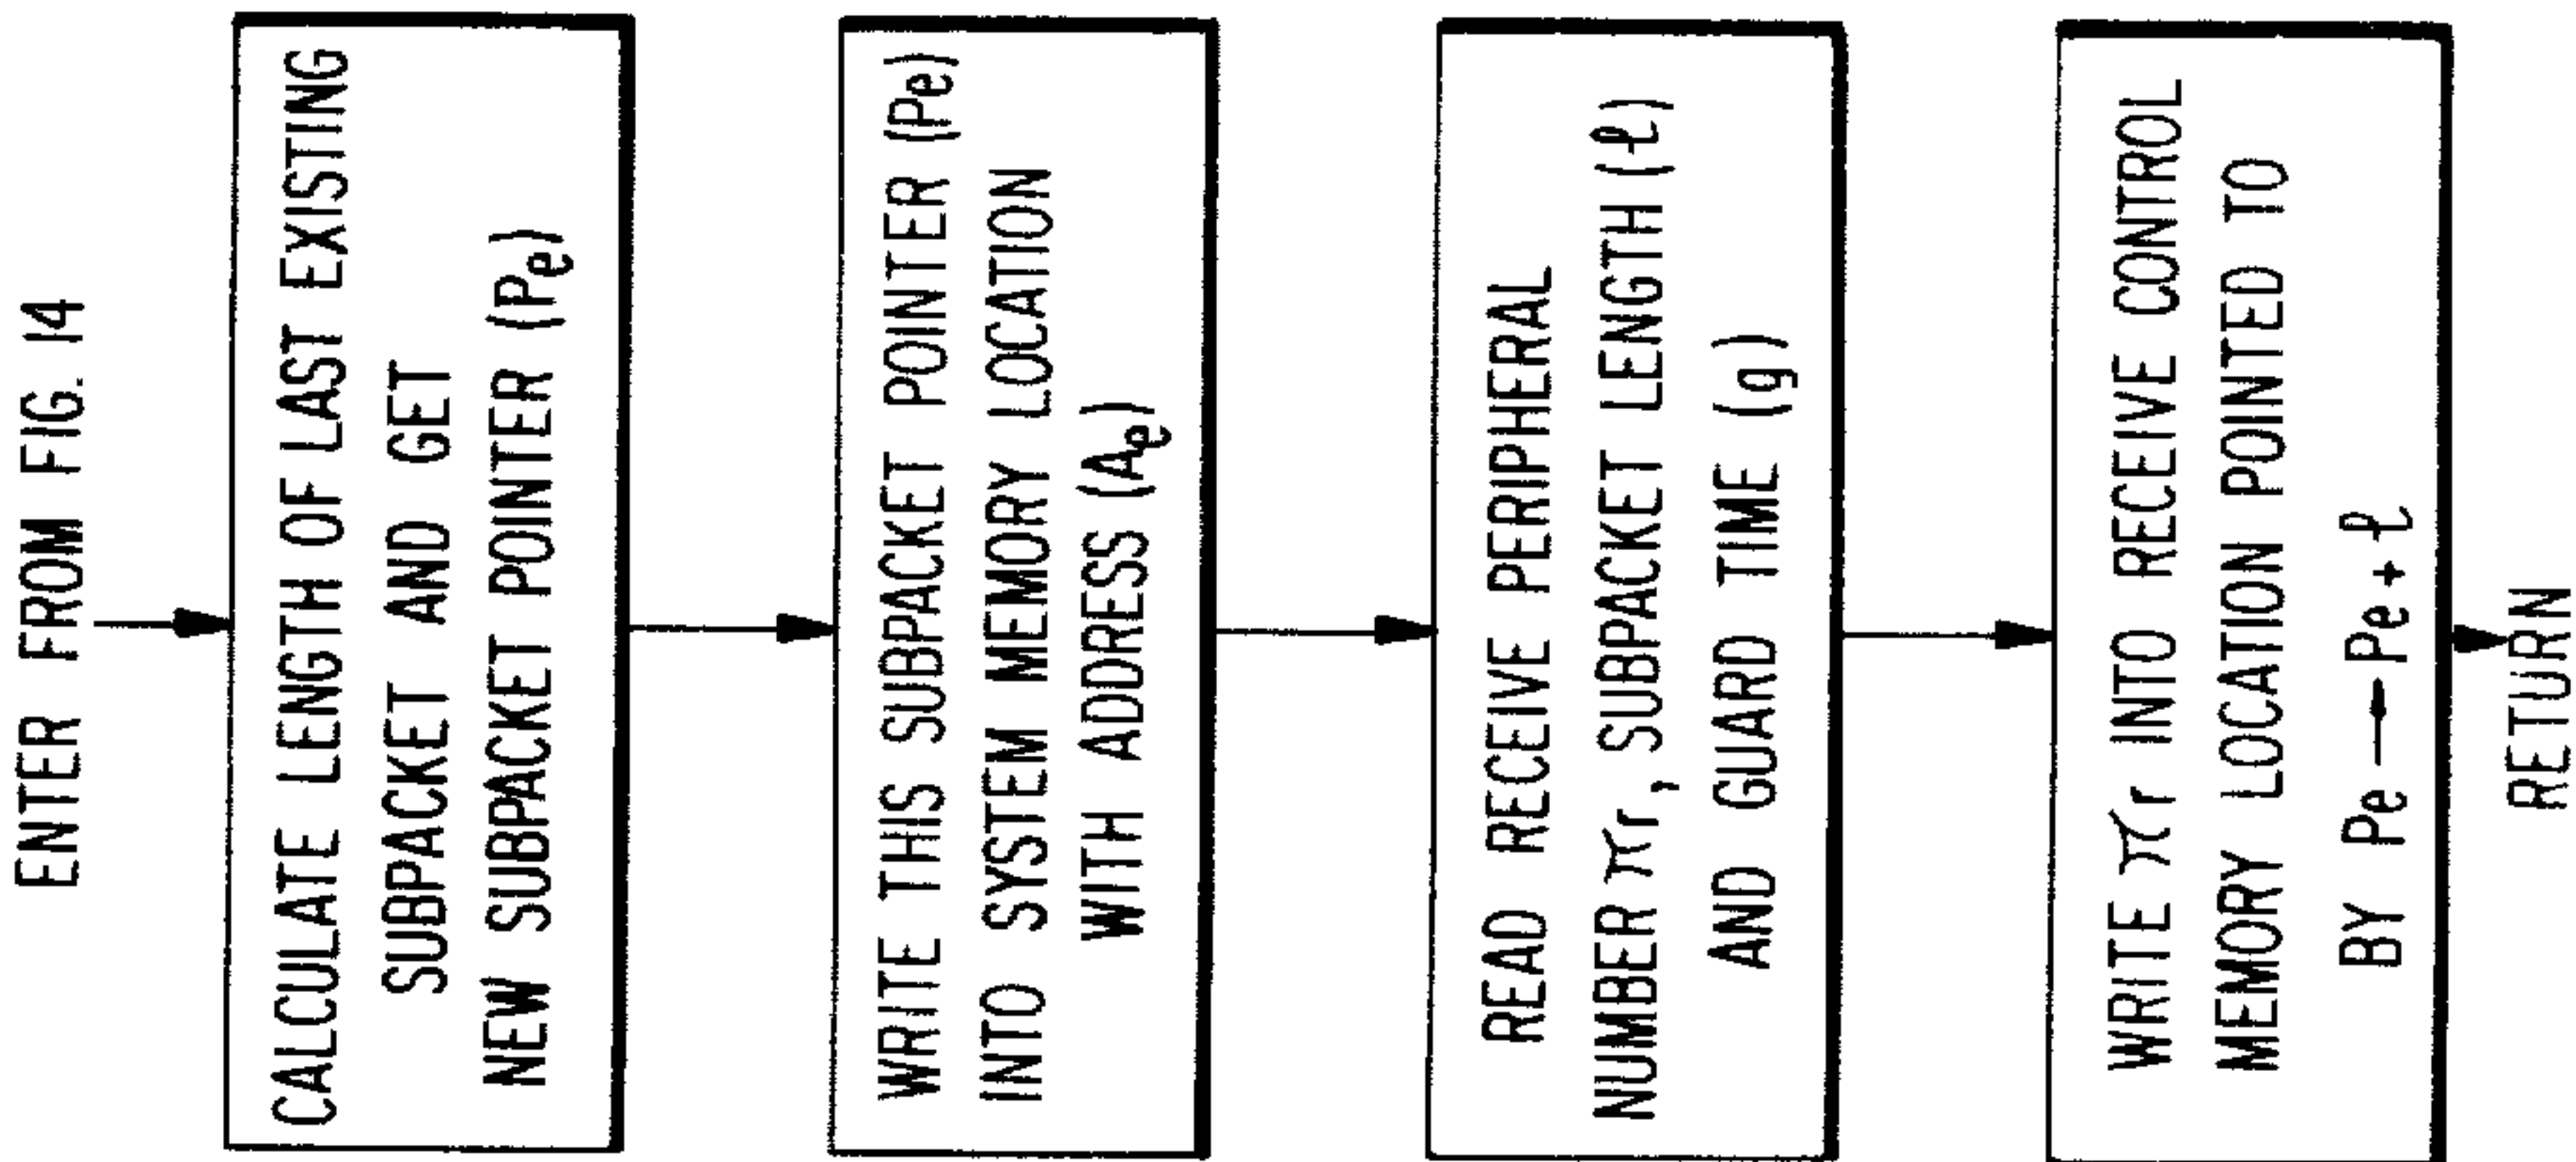 ENTER FROM FIG. 14
CALCULATE LENGTH OF LAST EXISTING
SUBPACKET AND GET
NEW SUBPACKET POINTER (Pe)
WRITE THIS SUBPACKET POINTER (Pe)
INTO SYSTEM MEMORY LOCATION
WITH ADDRESS (Ae)
READ RECEIVE PERIPHERAL
NUMBER πr, SUBPACKET LENGTH (ℓ)
AND GUARD TIME (g)
WRITE πr INTO RECEIVE CONTROL
MEMORY LOCATION POINTED TO
BY Pe → Pe + ℓ
RETURN